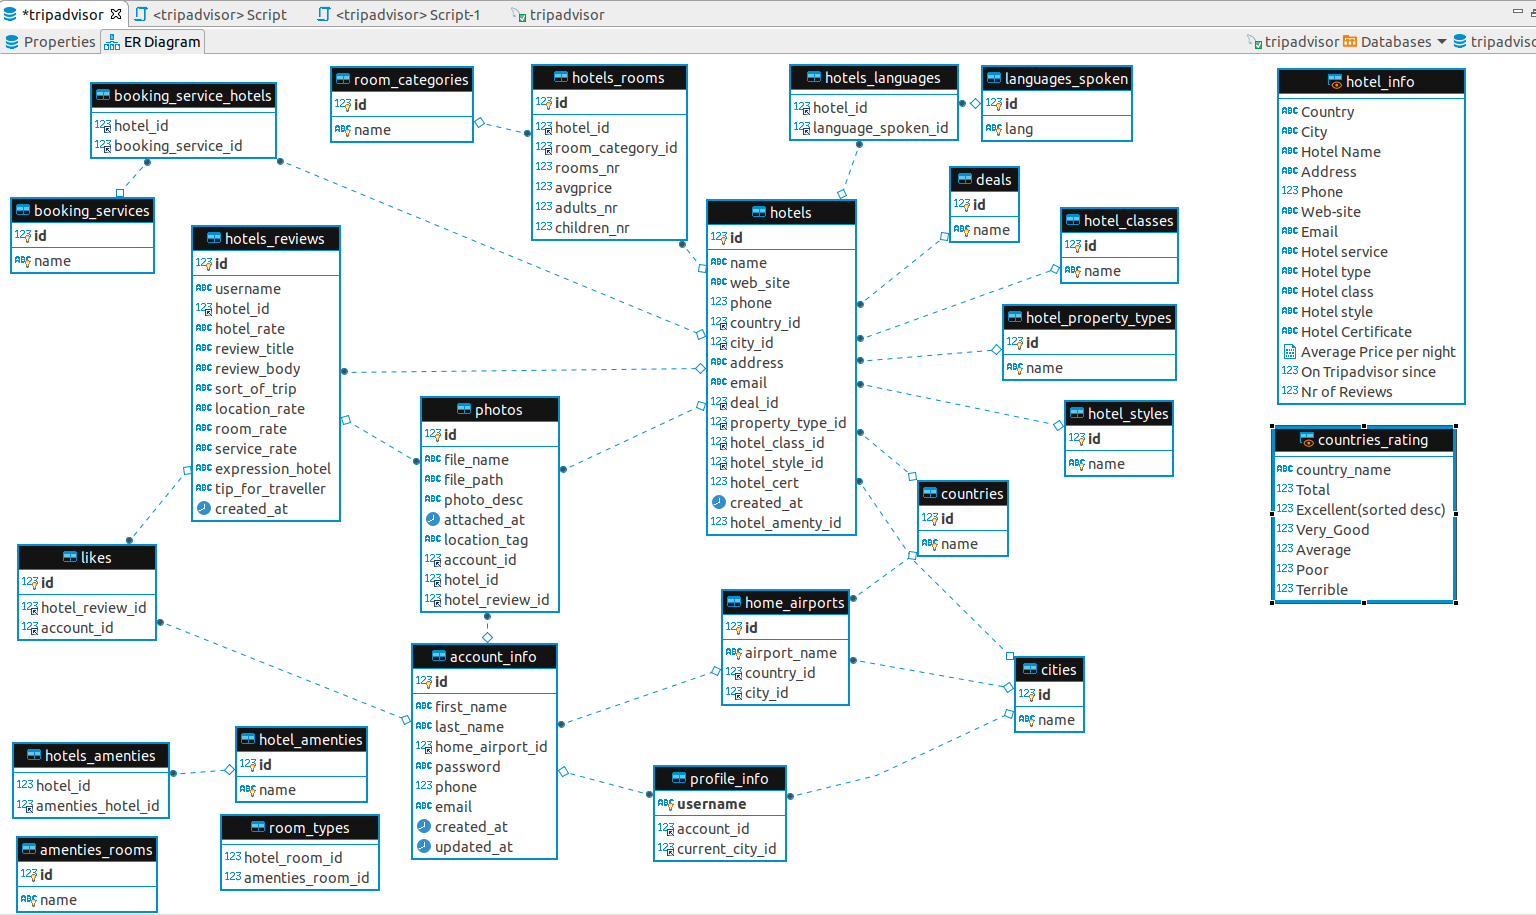 *tripadvisor
<tripadvisor> Script
<tripadvisor> Script-1
tripadvisor
Properties
ER Diagram
tripadvisor
Databases
tripadviso
booking_service_hotels
hotel_id
booking_service_id
room_categories
id
name
hotels_rooms
id
hotel_id
room_category_id
rooms_nr
avgprice
adults_nr
children_nr
hotels_languages
hotel_id
language_spoken_id
languages_spoken
id
lang
hotel_info
Country
City
Hotel Name
Address
Phone
Web-site
Email
Hotel service
Hotel type
Hotel class
Hotel style
Hotel Certificate
Average Price per night
On Tripadvisor since
Nr of Reviews
booking_services
id
name
hotels_reviews
id
username
hotel_id
hotel_rate
review_title
review_body
sort_of_trip
location_rate
room_rate
service_rate
expression_hotel
tip_for_traveller
created_at
hotels
id
name
web_site
phone
country_id
city_id
address
email
deal_id
property_type_id
hotel_class_id
hotel_style_id
hotel_cert
created_at
hotel_amenty_id
deals
id
name
hotel_classes
id
name
hotel_property_types
id
name
hotel_styles
id
name
countries_rating
country_name
Total
Excellent(sorted desc)
Very_Good
Average
Poor
Terrible
photos
id
file_name
file_path
photo_desc
attached_at
location_tag
account_id
hotel_id
hotel_review_id
countries
id
name
likes
id
hotel_review_id
account_id
home_airports
id
airport_name
country_id
city_id
account_info
id
first_name
last_name
home_airport_id
password
phone
email
created_at
updated_at
cities
id
name
hotels_amenties
hotel_id
amenties_hotel_id
hotel_amenties
id
name
profile_info
username
account_id
current_city_id
room_types
hotel_room_id
amenties_room_id
amenties_rooms
id
name